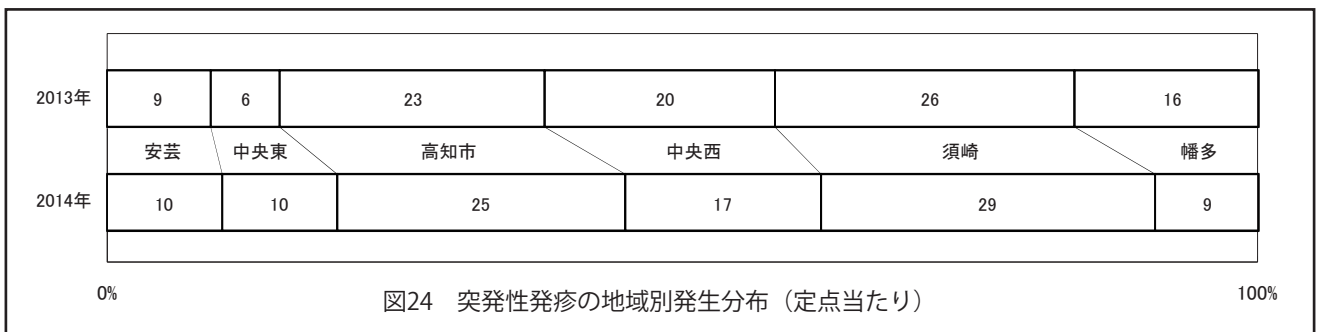 2013年 9 6 23 20 26 16
安芸 中央東 高知市 中央西 須崎 幡多
2014年 10 10 25 17 29 9
0% 100%
図24 突発性発疹の地域別発生分布（定点当たり）